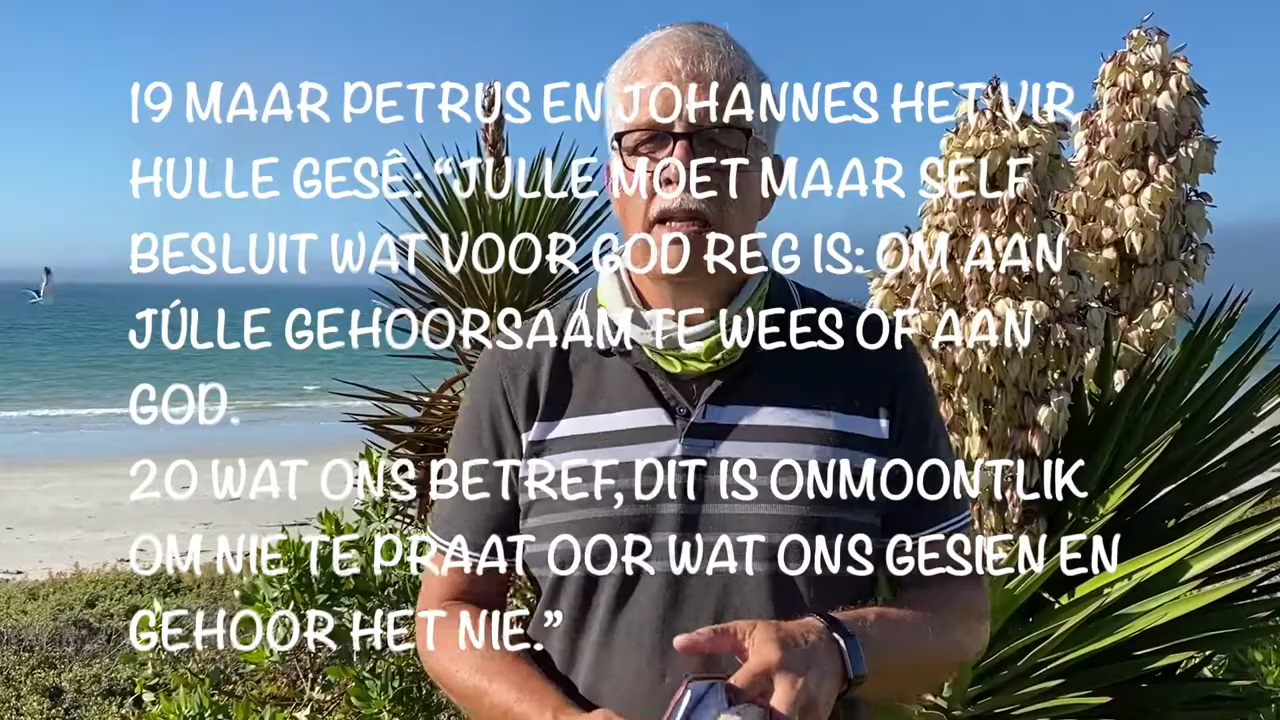 19 MAAR PETRUS EN JOHANNES HET VIR
HULLE GESÊ: “JULLE MOET MAAR SELF
BESLUIT WAT VOOR GOD REG IS: OM AAN
JÚLLE GEHOORSAAM TE WEES OF AAN
GOD.
20 WAT ONS BETREF, DIT IS ONMOONTLIK
OM NIE TE PRAAT OOR WAT ONS GESIEN EN
GEHOOR HET NIE.”